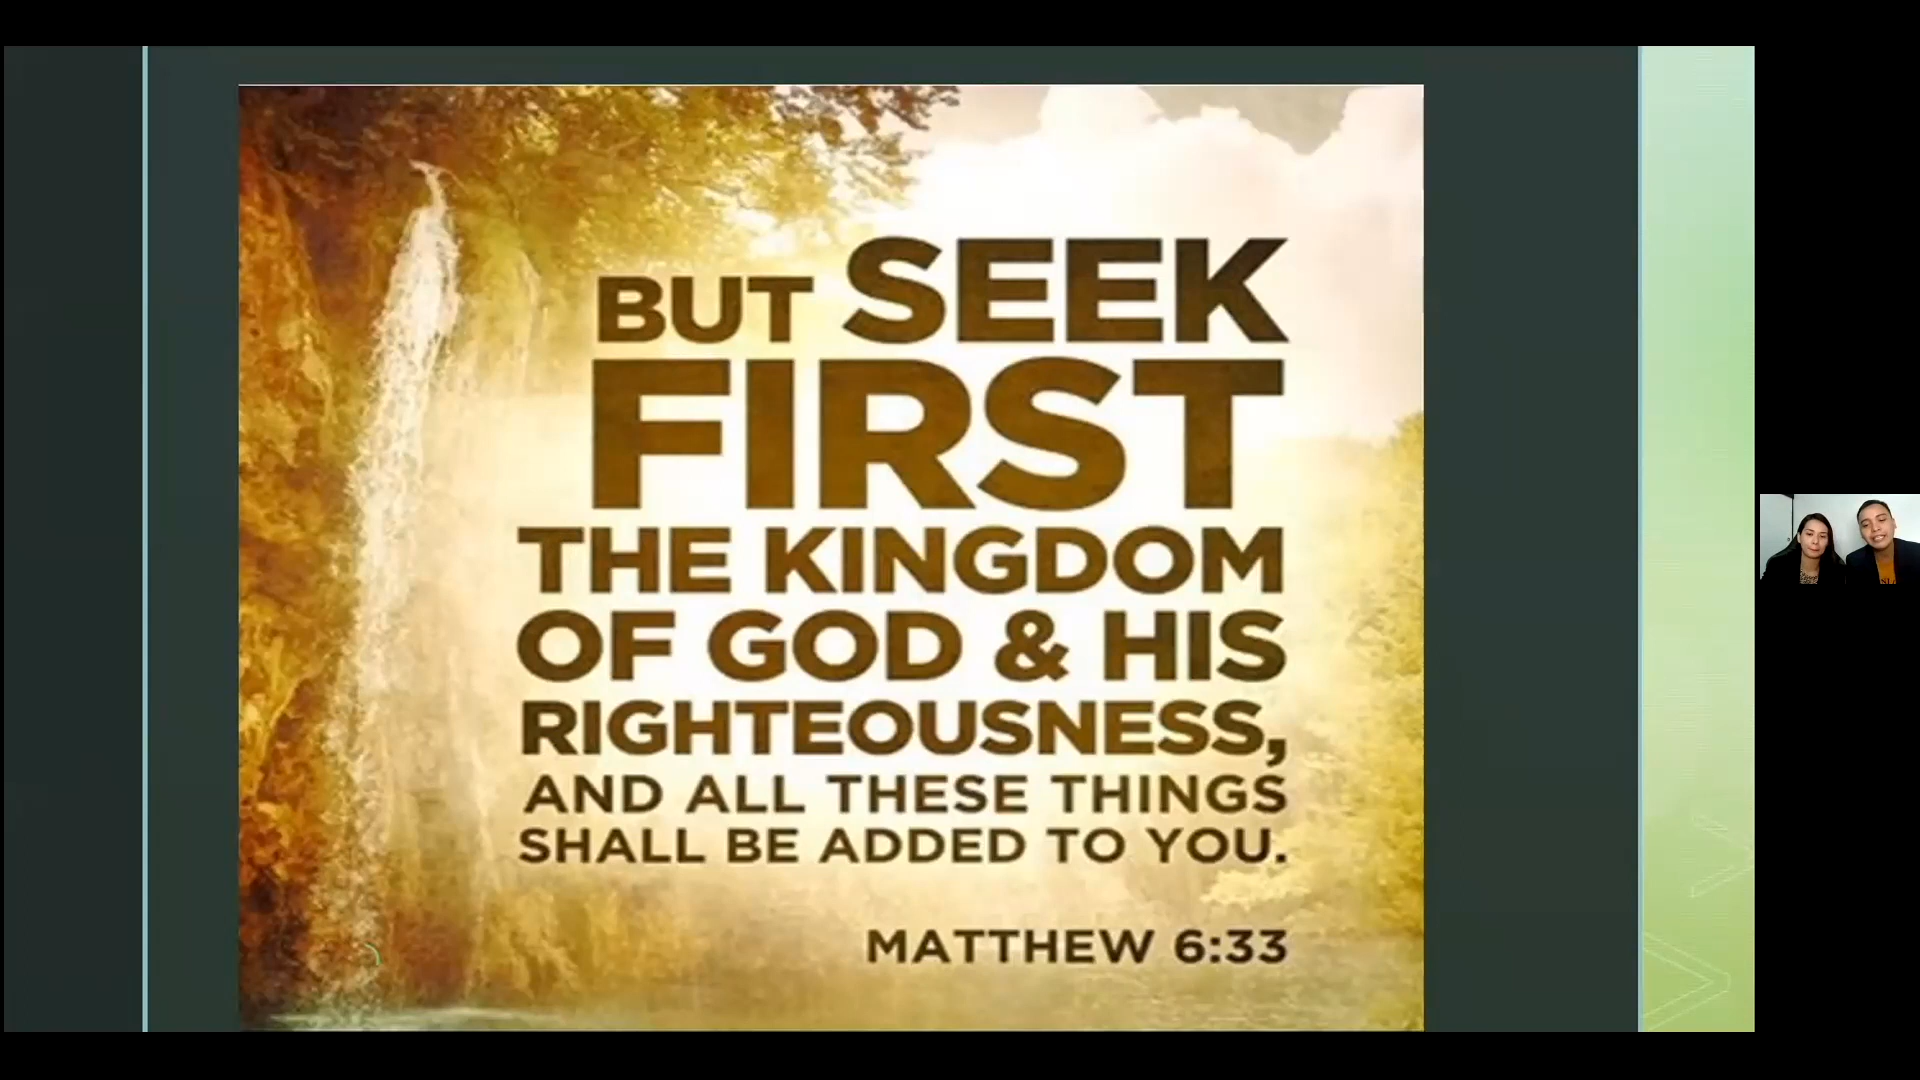 BUT SEEK
FIRST
THE KINGDOM
OF GOD & HIS
RIGHTEOUSNESS,
AND ALL THESE THINGS
SHALL BE ADDED TO YOU.
MATTHEW 6:33